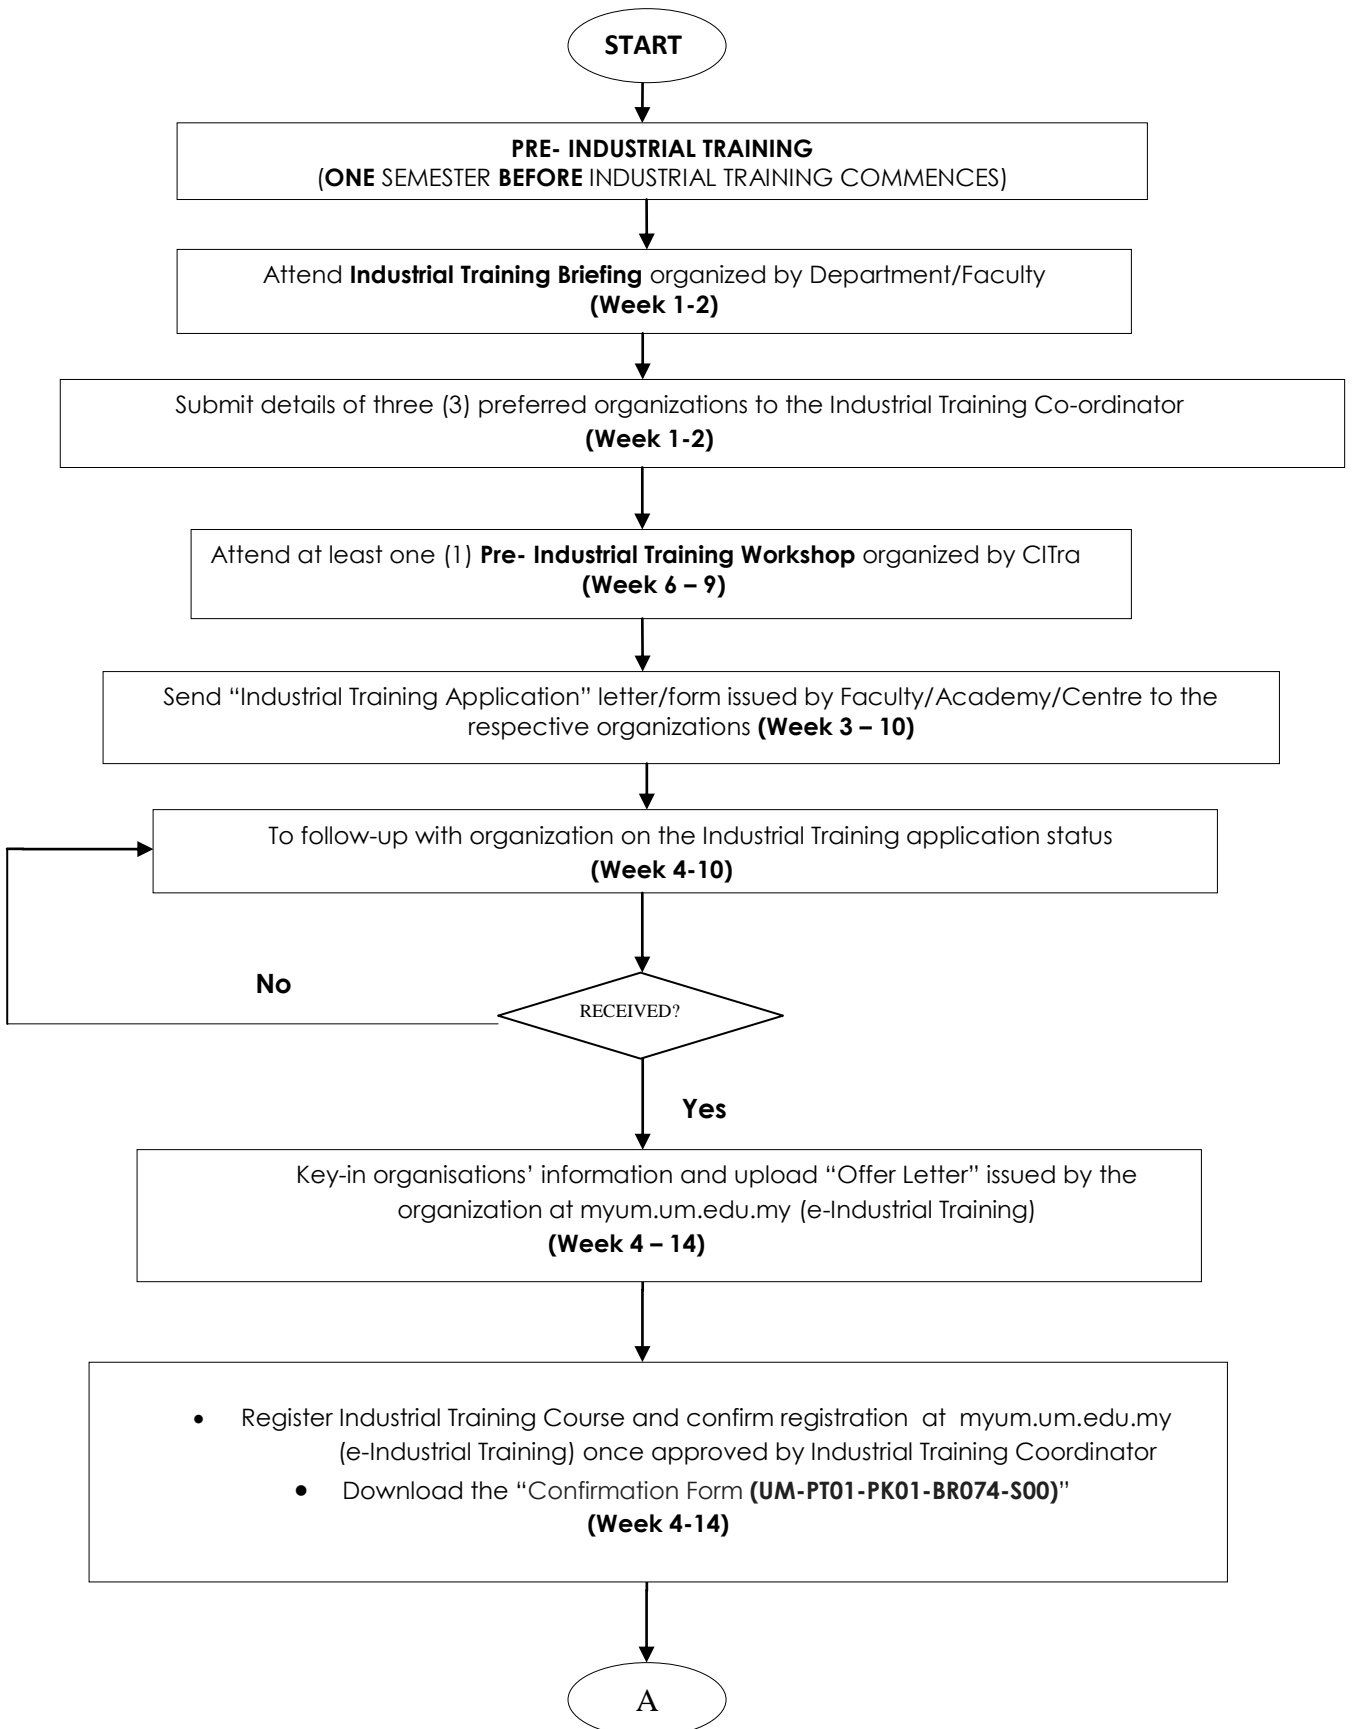 START
PRE- INDUSTRIAL TRAINING
(ONE SEMESTER BEFORE INDUSTRIAL TRAINING COMMENCES)
Attend Industrial Training Briefing organized by Department/Faculty
(Week 1-2)
Submit details of three (3) preferred organizations to the Industrial Training Co-ordinator
(Week 1-2)
Attend at least one (1) Pre- Industrial Training Workshop organized by CITra
(Week 6 – 9)
Send “Industrial Training Application” letter/form issued by Faculty/Academy/Centre to the
respective organizations (Week 3 – 10)
To follow-up with organization on the Industrial Training application status
(Week 4-10)
No
RECEIVED?
Yes
Key-in organisations’ information and upload “Offer Letter” issued by the
organization at myum.um.edu.my (e-Industrial Training)
(Week 4 – 14)
• Register Industrial Training Course and confirm registration at myum.um.edu.my
(e-Industrial Training) once approved by Industrial Training Coordinator
• Download the “Confirmation Form (UM-PT01-PK01-BR074-S00)”
(Week 4-14)
A